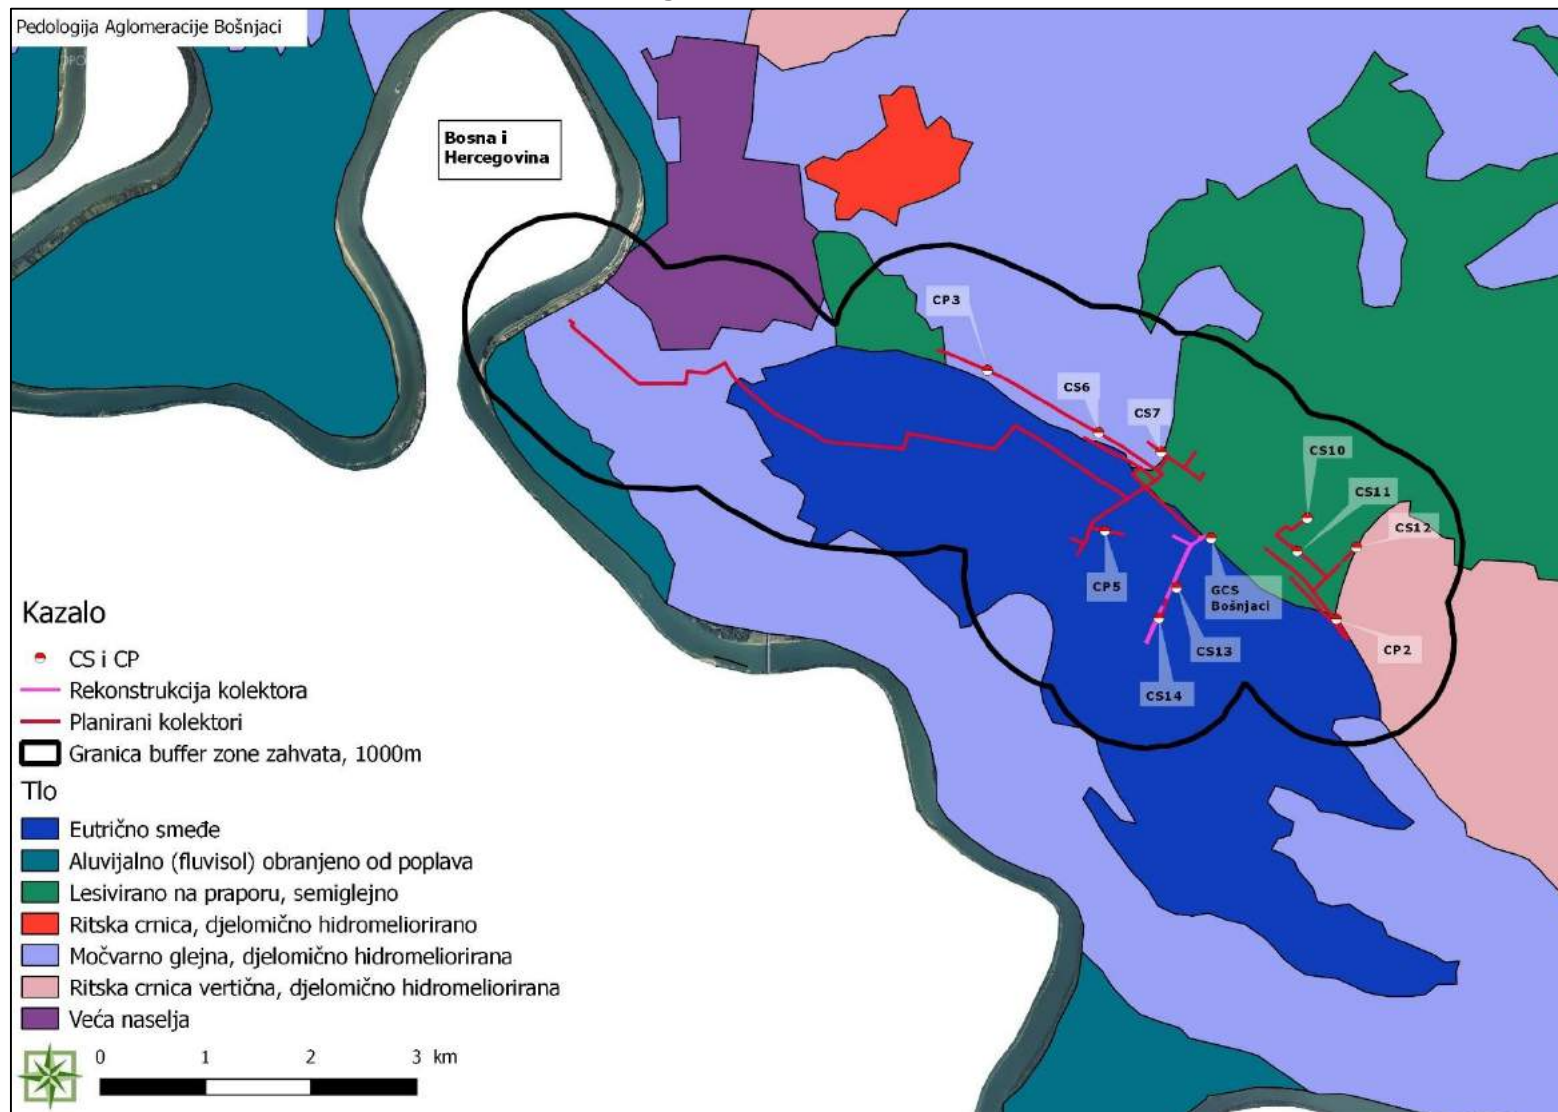 Pedologija Aglomeracije Bošnjaci
Bosna i
Hercegovina
CP3
CS6
CS7
CS10
CS11
CS12
CP5
GCS
Bošnjaci
CS13
CP2
CS14
Kazalo
CS i CP
Rekonstrukcija kolektora
Planirani kolektori
Granica buffer zone zahvata, 1000m
Tlo
Eutrično smeđe
Aluvijalno (fluvisol) obranjeno od poplava
Lesivirano na praporu, semiglejno
Ritska crnica, djelomično hidromeliorirano
Močvarno glejna, djelomično hidromeliorirana
Ritska crnica vertična, djelomično hidromeliorirana
Veća naselja
0 1 2 3 km